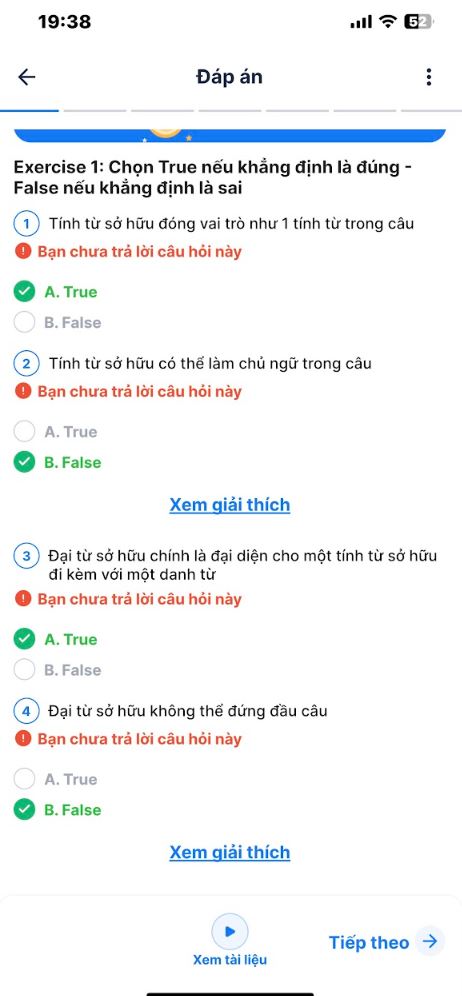 19:38
52
Đáp án
Exercise 1: Chọn True nếu khẳng định là đúng -
False nếu khẳng định là sai
1 Tính từ sở hữu đóng vai trò như 1 tính từ trong câu
Bạn chưa trả lời câu hỏi này
A. True
B. False
2 Tính từ sở hữu có thể làm chủ ngữ trong câu
Bạn chưa trả lời câu hỏi này
A. True
B. False
Xem giải thích
3 Đại từ sở hữu chính là đại diện cho một tính từ sở hữu
đi kèm với một danh từ
Bạn chưa trả lời câu hỏi này
A. True
B. False
4 Đại từ sở hữu không thể đứng đầu câu
Bạn chưa trả lời câu hỏi này
A. True
B. False
Xem giải thích
Xem tài liệu
Tiếp theo